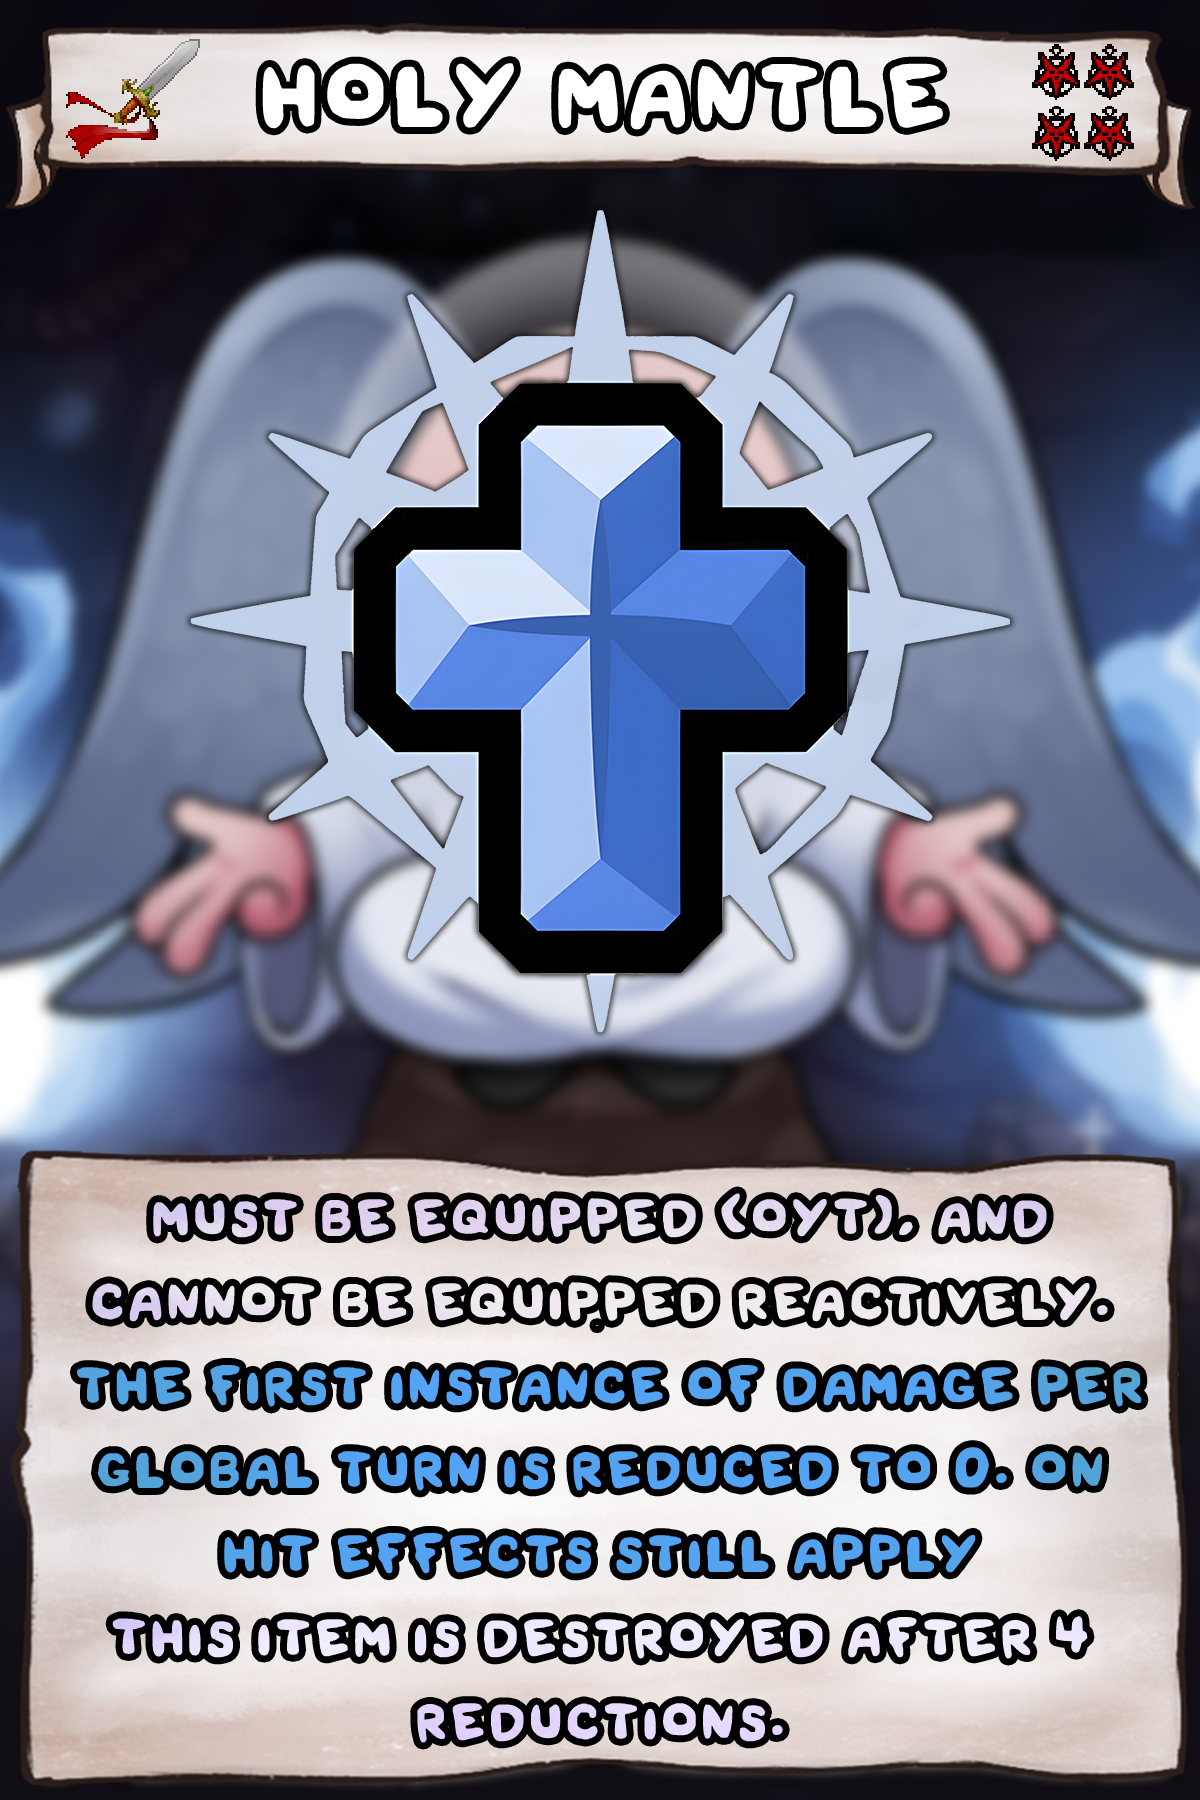 HOLY MANTLE
MUST BE EQUIPPED (OYT). AND
CANNOT BE EQUIPPED REACTIVELY.
THE FIRST INSTANCE OF DAMAGE PER
GLOBAL TURN IS REDUCED TO 0. ON
HIT EFFECTS STILL APPLY
THIS ITEM IS DESTROYED AFTER 4
REDUCTIONS.